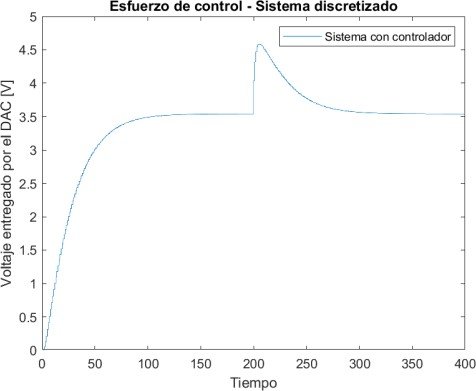 Esfuerzo de control - Sistema discretizado
Sistema con controlador
Voltaje entregado por el DAC [V]
5
4.5
4
3.5
3
2.5
2
1.5
1
0.5
0
0 50 100 150 200 250 300 350 400
Tiempo